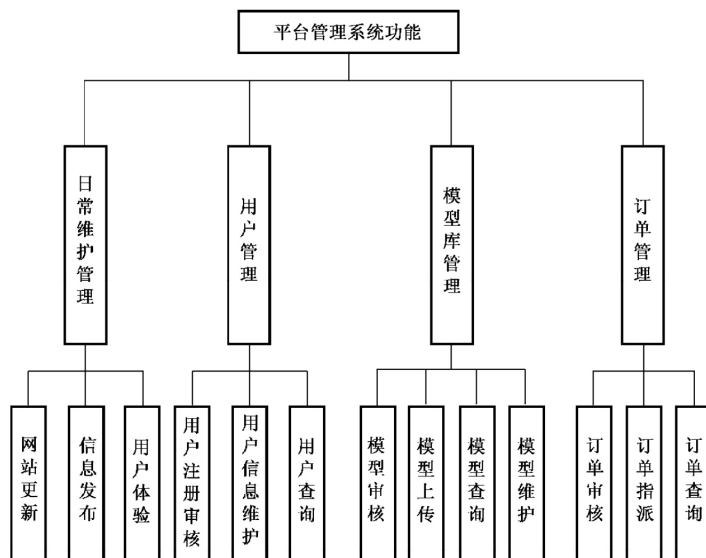 平台管理系统功能
日常维护管理
用户管理
模型库管理
订单管理
网站更新
信息发布
用户体验
用户注册审核
用户信息维护
用户查询
模型审核
模型上传
模型查询
模型维护
订单审核
订单指派
订单查询